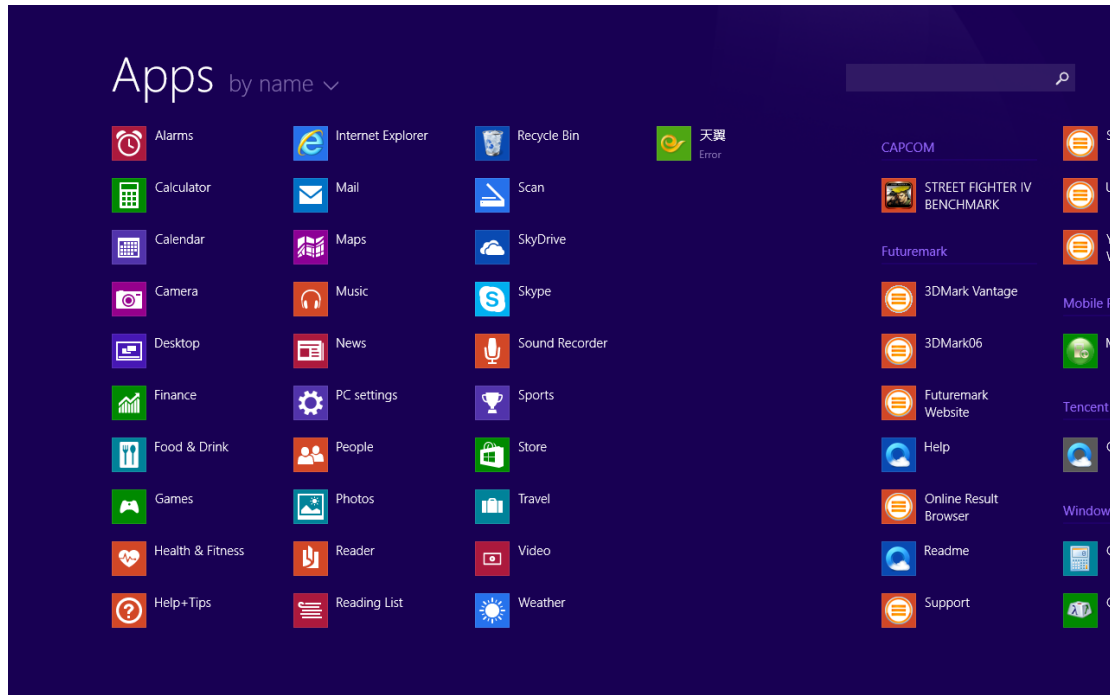 Apps by name
Alarms
Calculator
Calendar
Camera
Desktop
Finance
Food & Drink
Games
Health & Fitness
Help+Tips
Internet Explorer
Mail
Maps
Music
News
PC settings
People
Photos
Reader
Reading List
Recycle Bin
Scan
SkyDrive
Skype
Sound Recorder
Sports
Store
Travel
Video
Weather
天翼
Error
CAPCOM
STREET FIGHTER IV
BENCHMARK
Futuremark
3DMark Vantage
3DMark06
Futuremark
Website
Help
Online Result
Browser
Readme
Support
Mobile
Tencent
Window